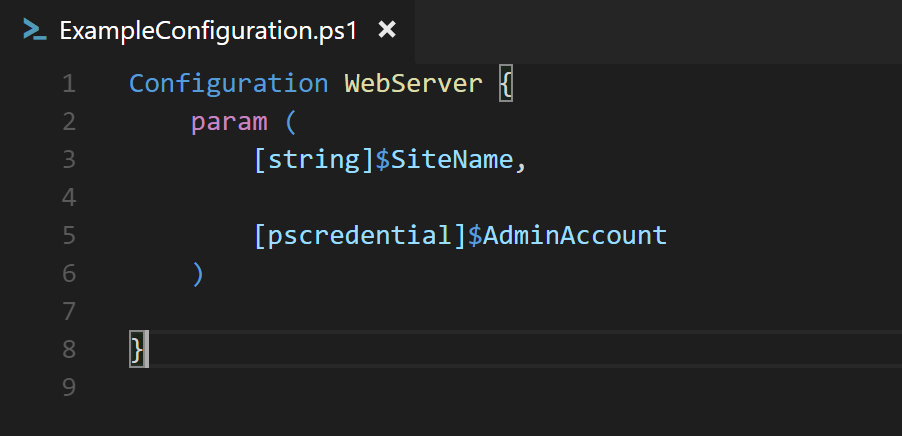 ExampleConfiguration.ps1
1 Configuration WebServer {
2     param (
3         [string]$SiteName,
4
5         [pscredential]$AdminAccount
6     )
7
8 }
9